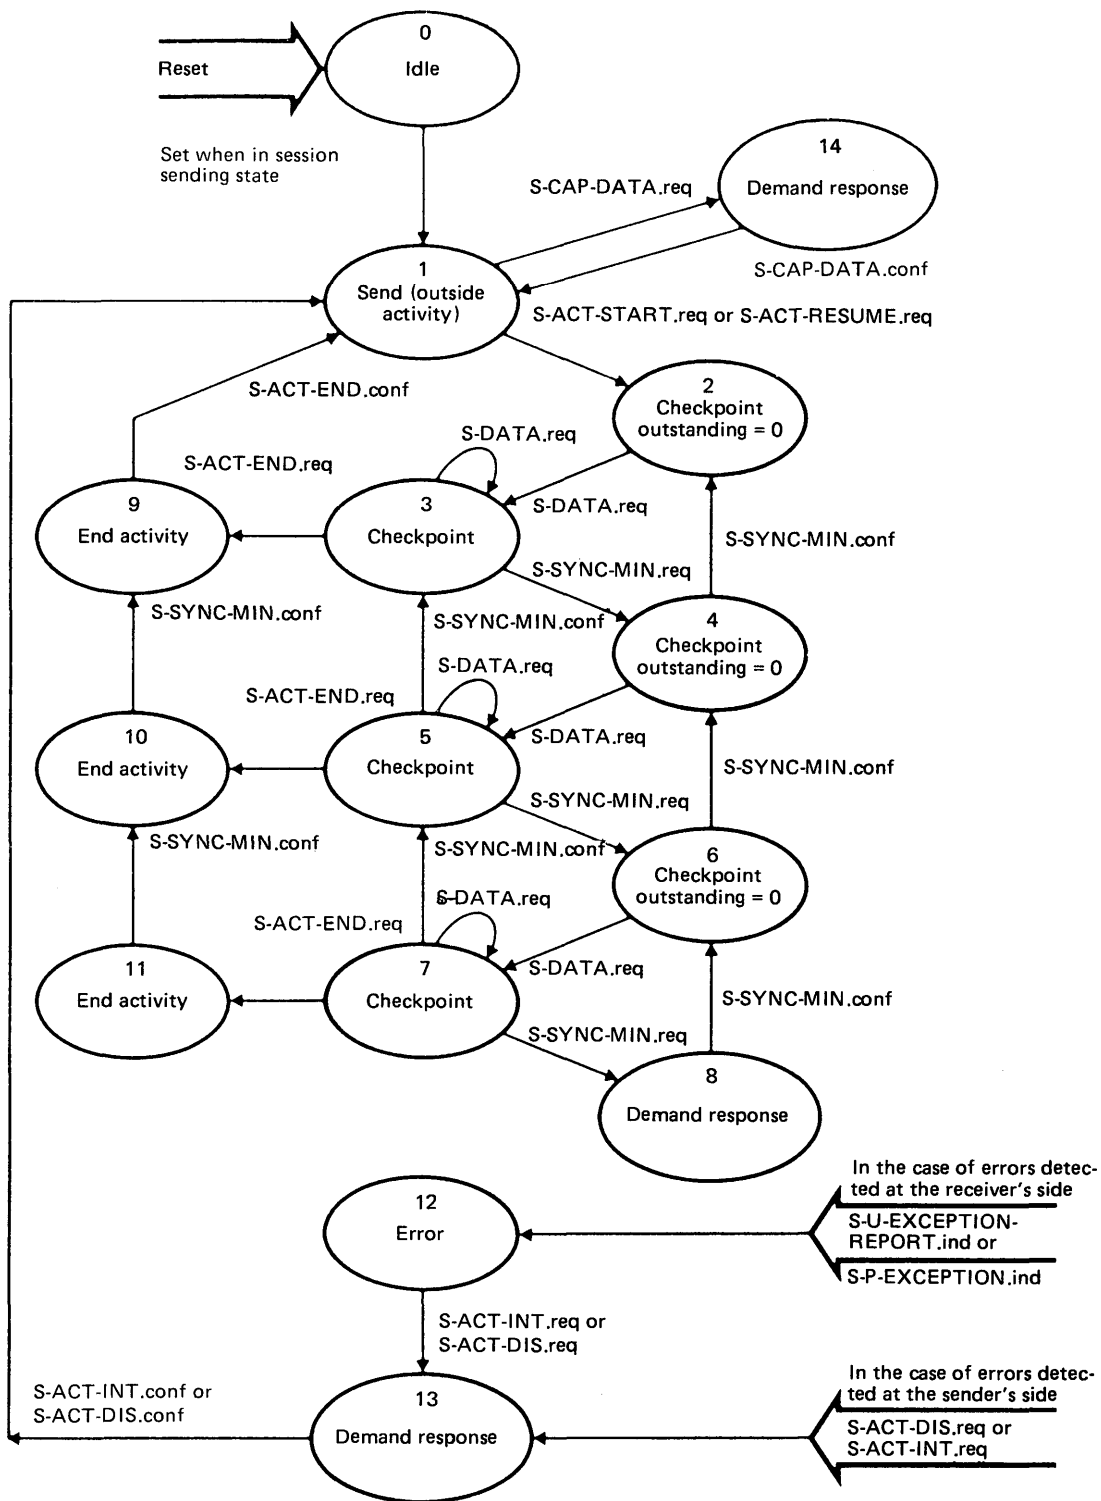 0
Idle
Reset
Set when in session
sending state
14
Demand response
S-CAP-DATA.req
S-CAP-DATA.conf
1
Send (outside
activity)
S-ACT-START.req or S-ACT-RESUME.req
S-ACT-END.conf
2
Checkpoint
outstanding = 0
S-DATA.req
S-ACT-END.req
9
End activity
3
Checkpoint
S-DATA.req
S-SYNC-MIN.conf
S-SYNC-MIN.req
S-SYNC-MIN.conf
S-SYNC-MIN.conf
4
Checkpoint
outstanding = 0
S-DATA.req
S-ACT-END.req
10
End activity
5
Checkpoint
S-DATA.req
S-SYNC-MIN.conf
S-SYNC-MIN.req
S-SYNC-MIN.conf
S-SYNC-MIN.conf
6
Checkpoint
outstanding = 0
S-DATA.req
S-ACT-END.req
11
End activity
7
Checkpoint
S-DATA.req
S-SYNC-MIN.conf
S-SYNC-MIN.req
8
Demand response
In the case of errors detec-
ted at the receiver's side
S-U-EXCEPTION-
REPORT.ind or
S-P-EXCEPTION.ind
12
Error
S-ACT-INT.req or
S-ACT-DIS.req
In the case of errors detec-
ted at the sender's side
S-ACT-DIS.req or
S-ACT-INT.req
S-ACT-INT.conf or
S-ACT-DIS.conf
13
Demand response